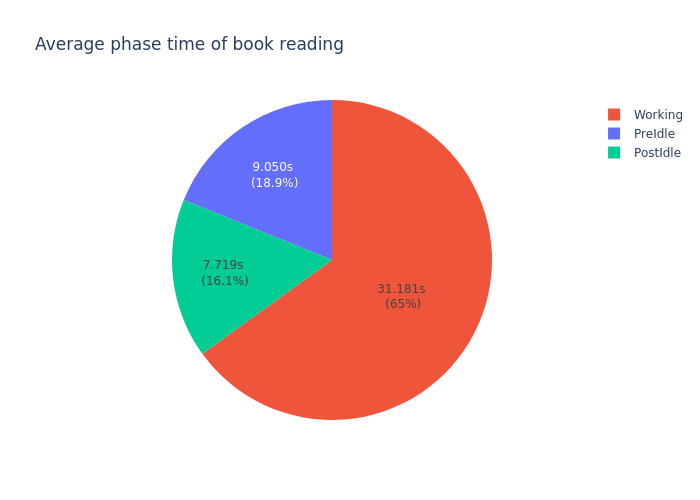 Average phase time of book reading
Working
PreIdle
PostIdle
9.050s
(18.9%)
7.719s
(16.1%)
31.181s
(65%)